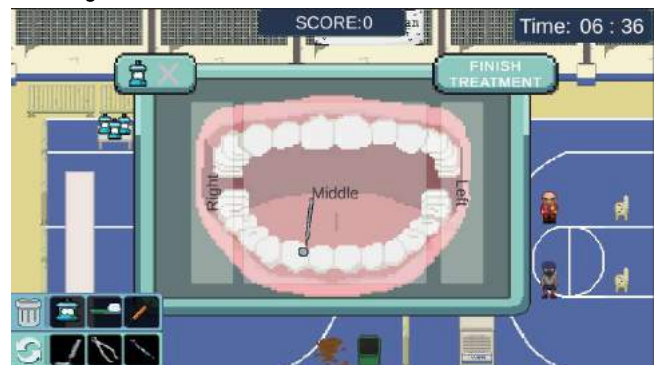 SCORE:0
Time: 06 : 36
FINISH
TREATMENT
Right
Middle
Left